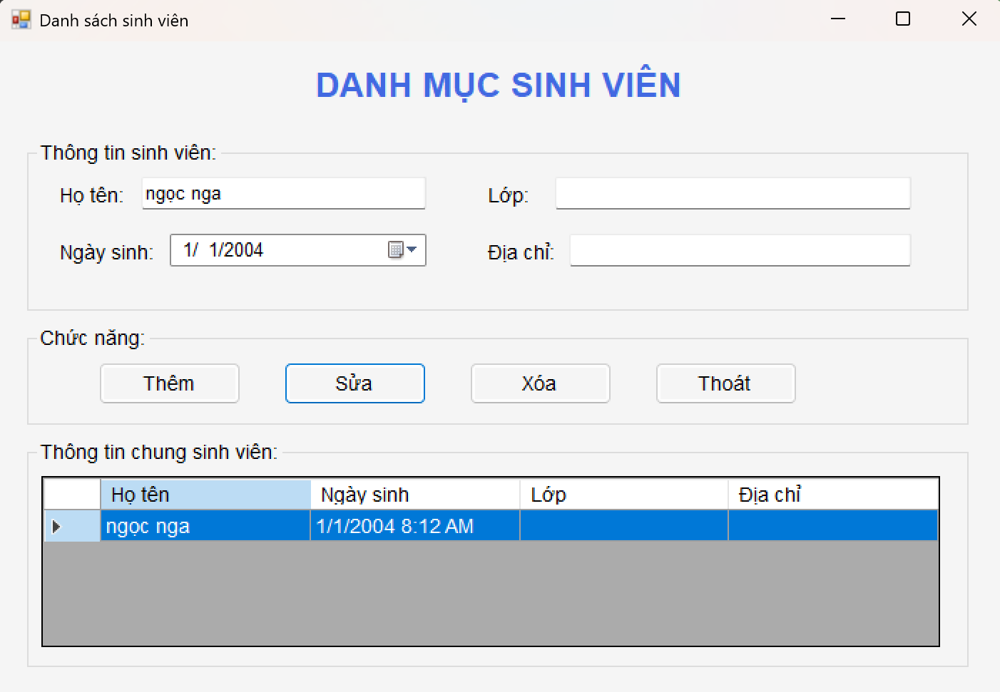 Danh sách sinh viên
DANH MỤC SINH VIÊN
Thông tin sinh viên:
Họ tên: ngọc nga Lớp:
Ngày sinh: 1/ 1/2004 Địa chỉ:
Chức năng:
Thêm Sửa Xóa Thoát
Thông tin chung sinh viên:
Họ tên Ngày sinh Lớp Địa chỉ
ngọc nga 1/1/2004 8:12 AM